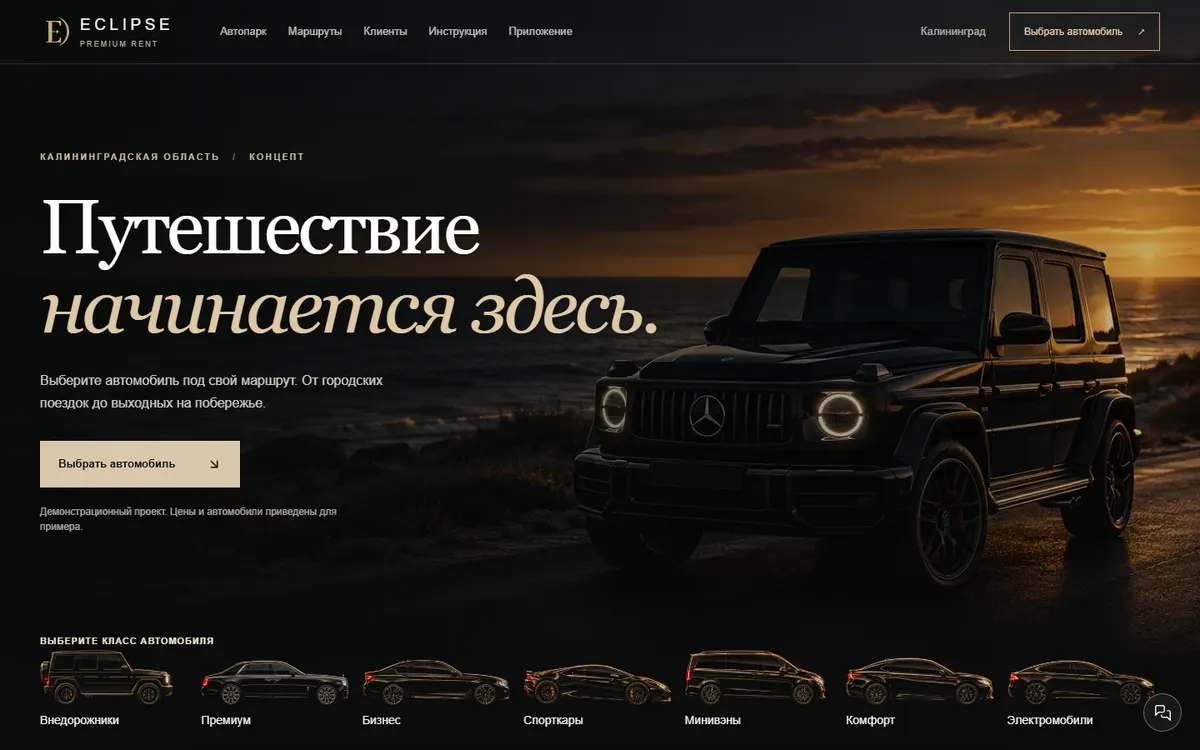 E) ECLIPSE
PREMIUM RENT
Автопарк Маршруты Клиенты Инструкция Приложение
Калининград
Выбрать автомобиль ↗
КАЛИНИНГРАДСКАЯ ОБЛАСТЬ / КОНЦЕПТ
Путешествие
начинается здесь.
Выберите автомобиль под свой маршрут. От городских
поездок до выходных на побережье.
Выбрать автомобиль ↘
Демонстрационный проект. Цены и автомобили приведены для
примера.
ВЫБЕРИТЕ КЛАСС АВТОМОБИЛЯ
Внедорожники Премиум Бизнес Спорткары Минивэны Комфорт Электромобили